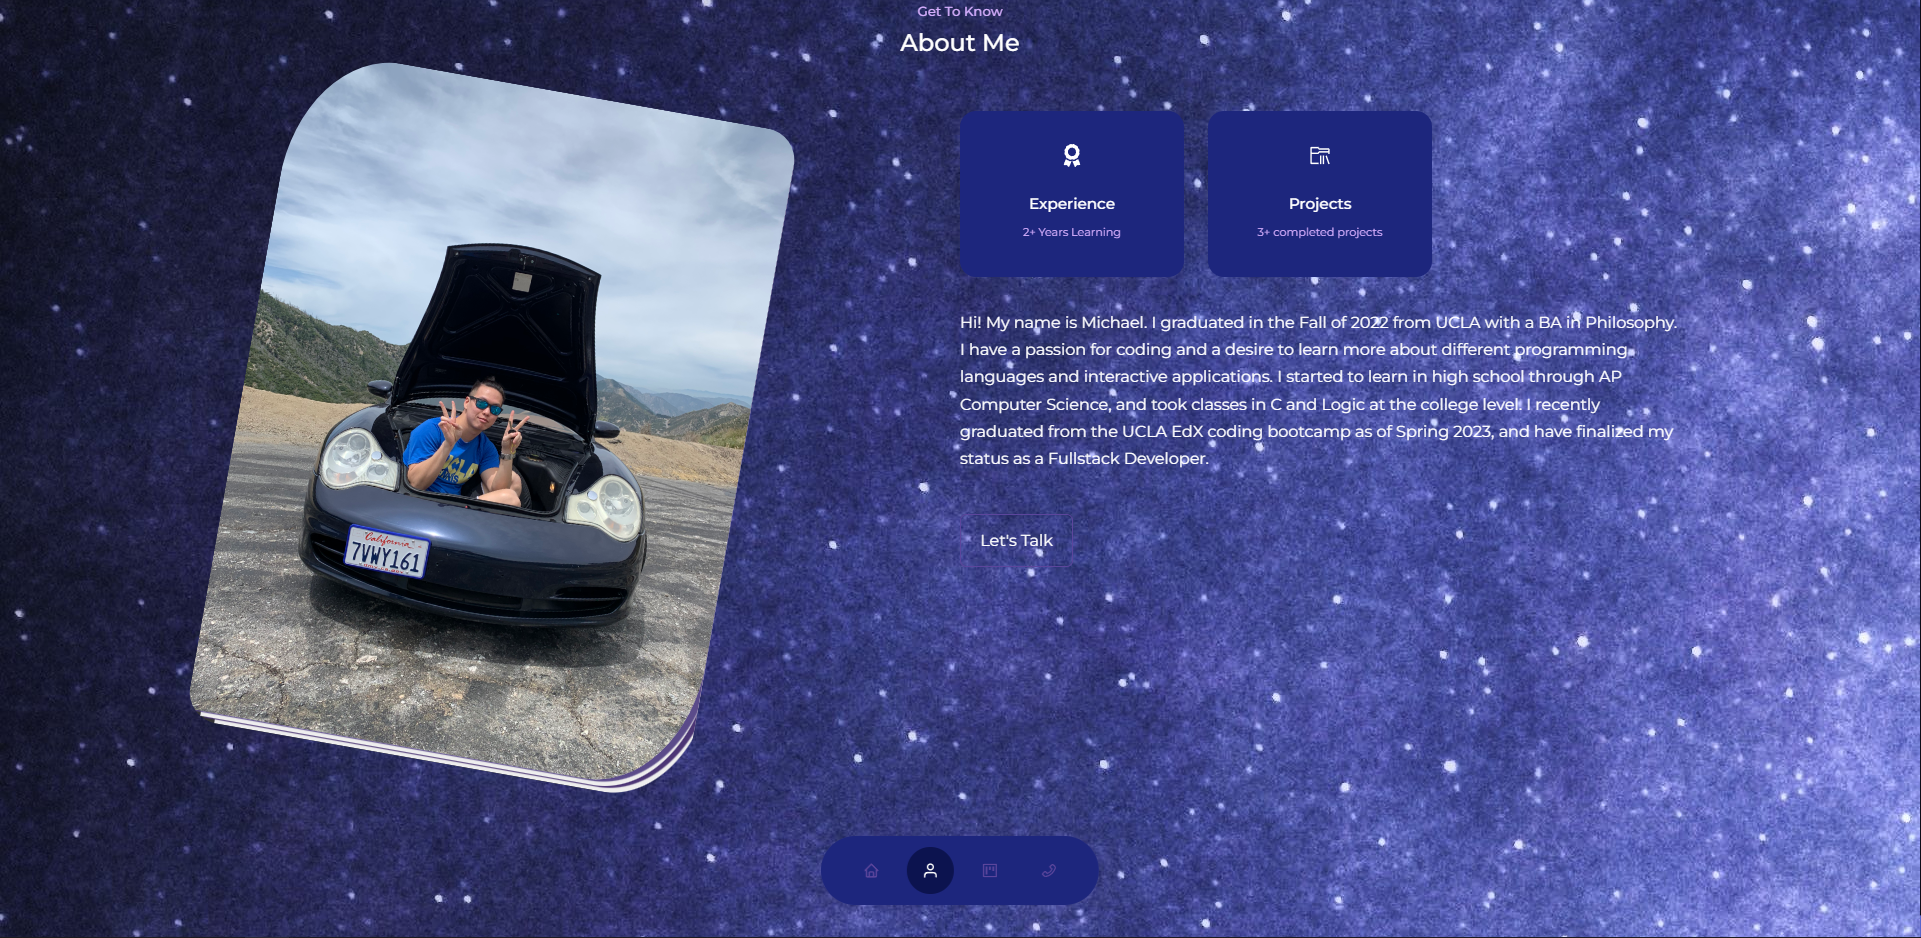 Get To Know
About Me
Experience
2+ Years Learning
Projects
3+ completed projects
Hi! My name is Michael. I graduated in the Fall of 2022 from UCLA with a BA in Philosophy.
I have a passion for coding and a desire to learn more about different programming
languages and interactive applications. I started to learn in high school through AP
Computer Science, and took classes in C and Logic at the college level. I recently
graduated from the UCLA EdX coding bootcamp as of Spring 2023, and have finalized my
status as a Fullstack Developer.
Let's Talk
UCLA
California
7VWY161